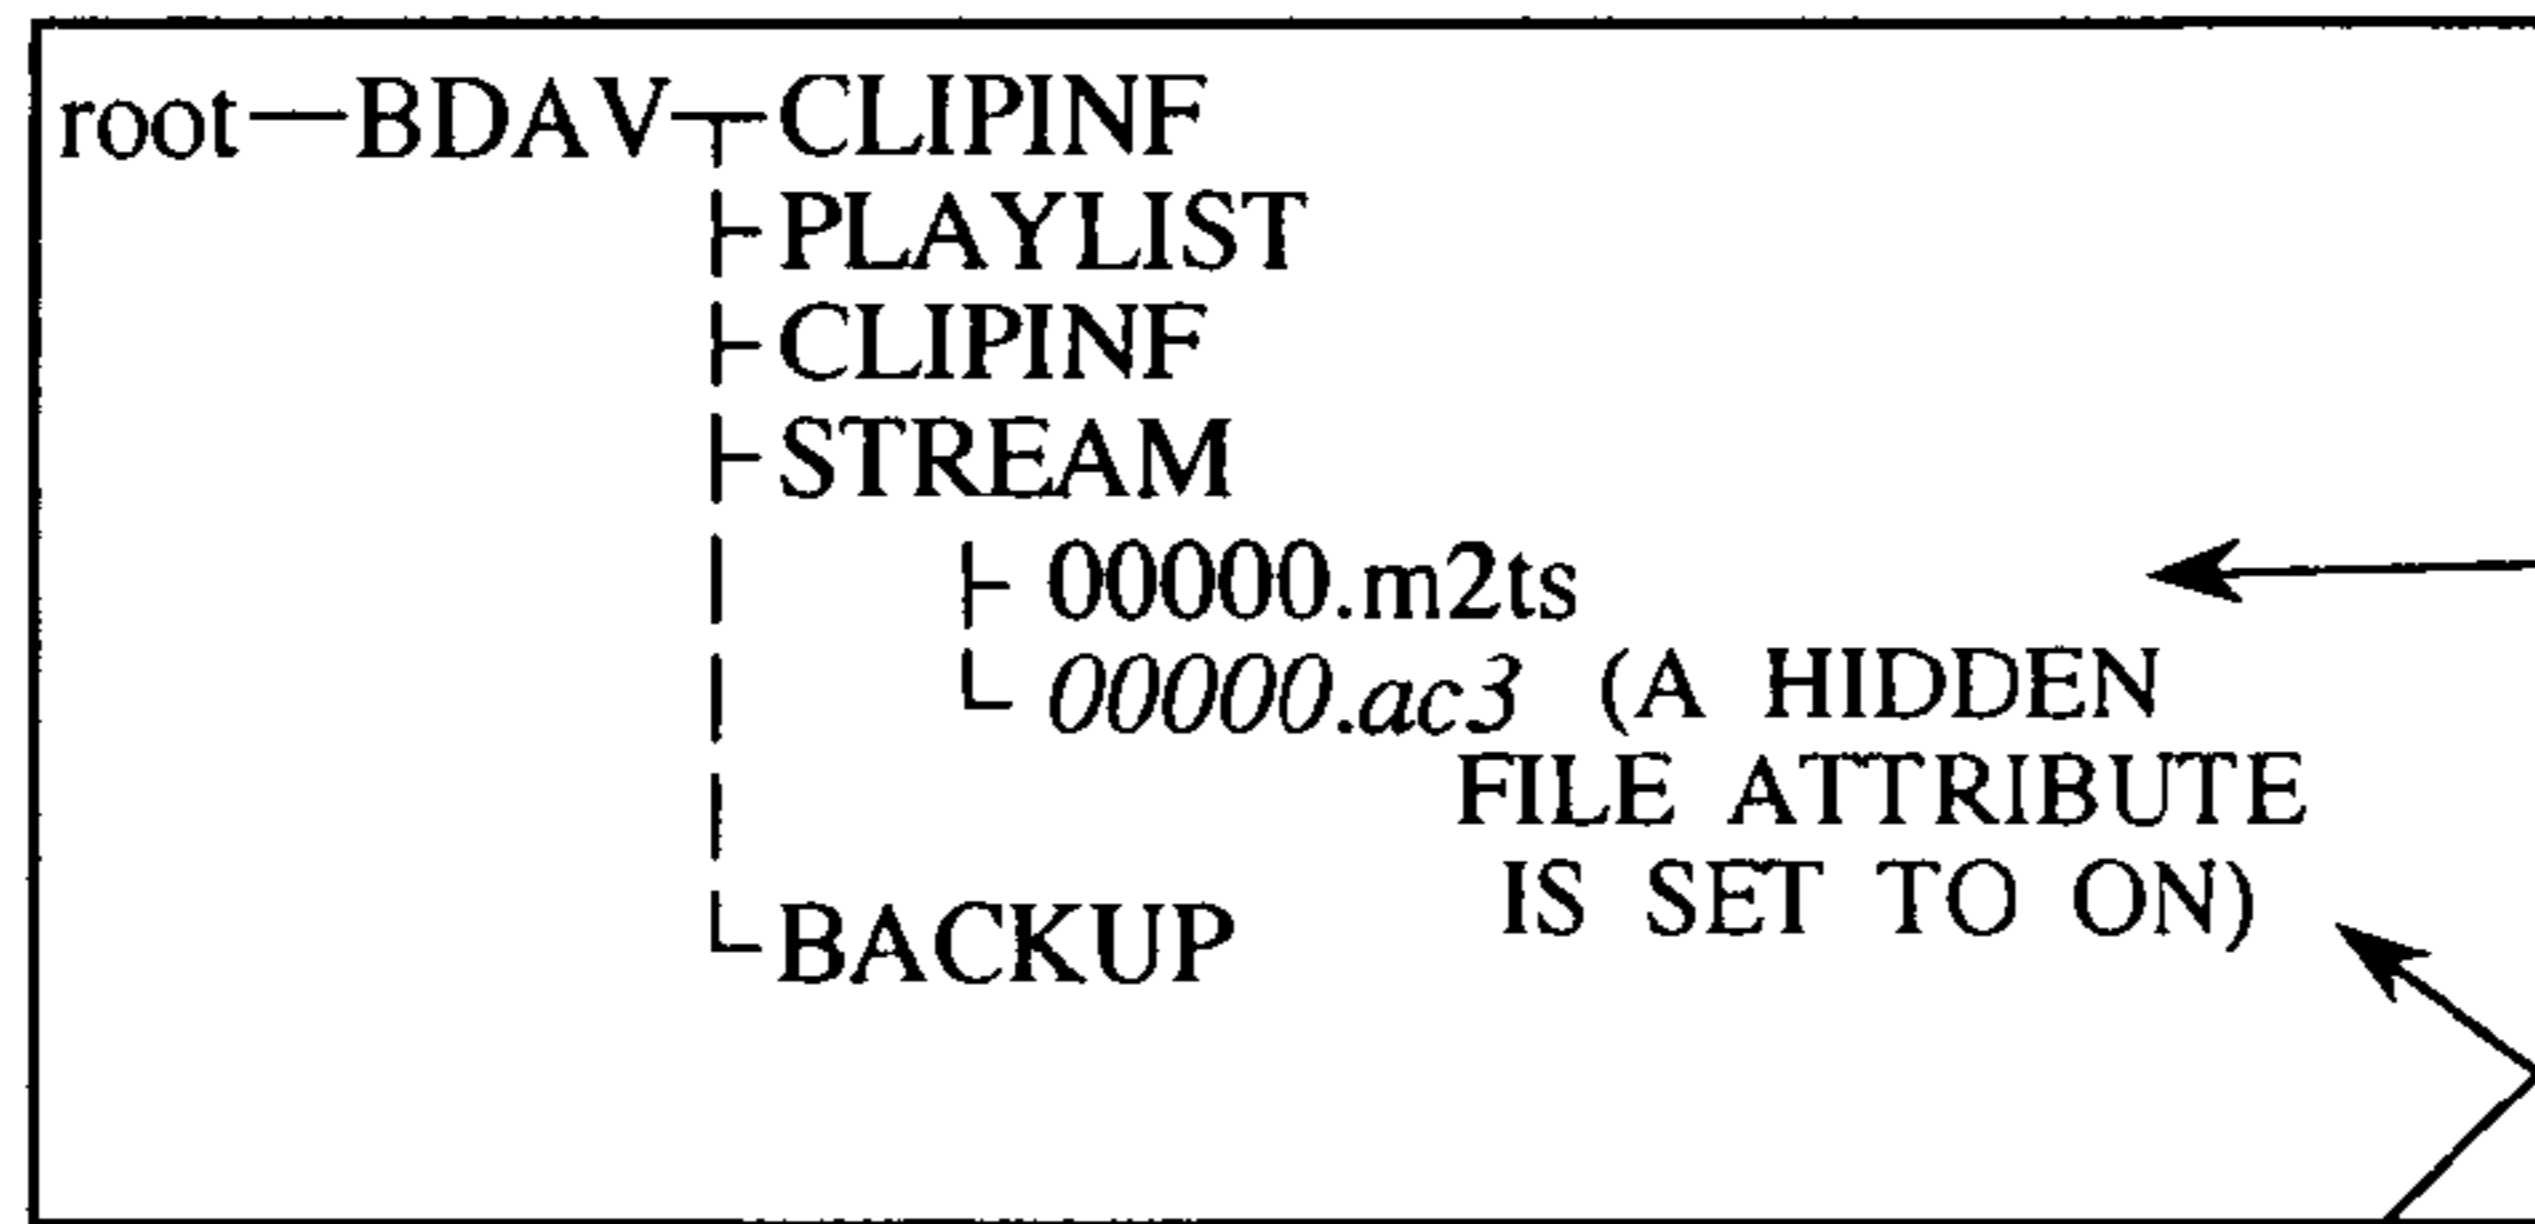 root—BDAV—CLIPINF
PLAYLIST
CLIPINF
STREAM
00000.m2ts
00000.ac3 (A HIDDEN
FILE ATTRIBUTE
IS SET TO ON)
BACKUP